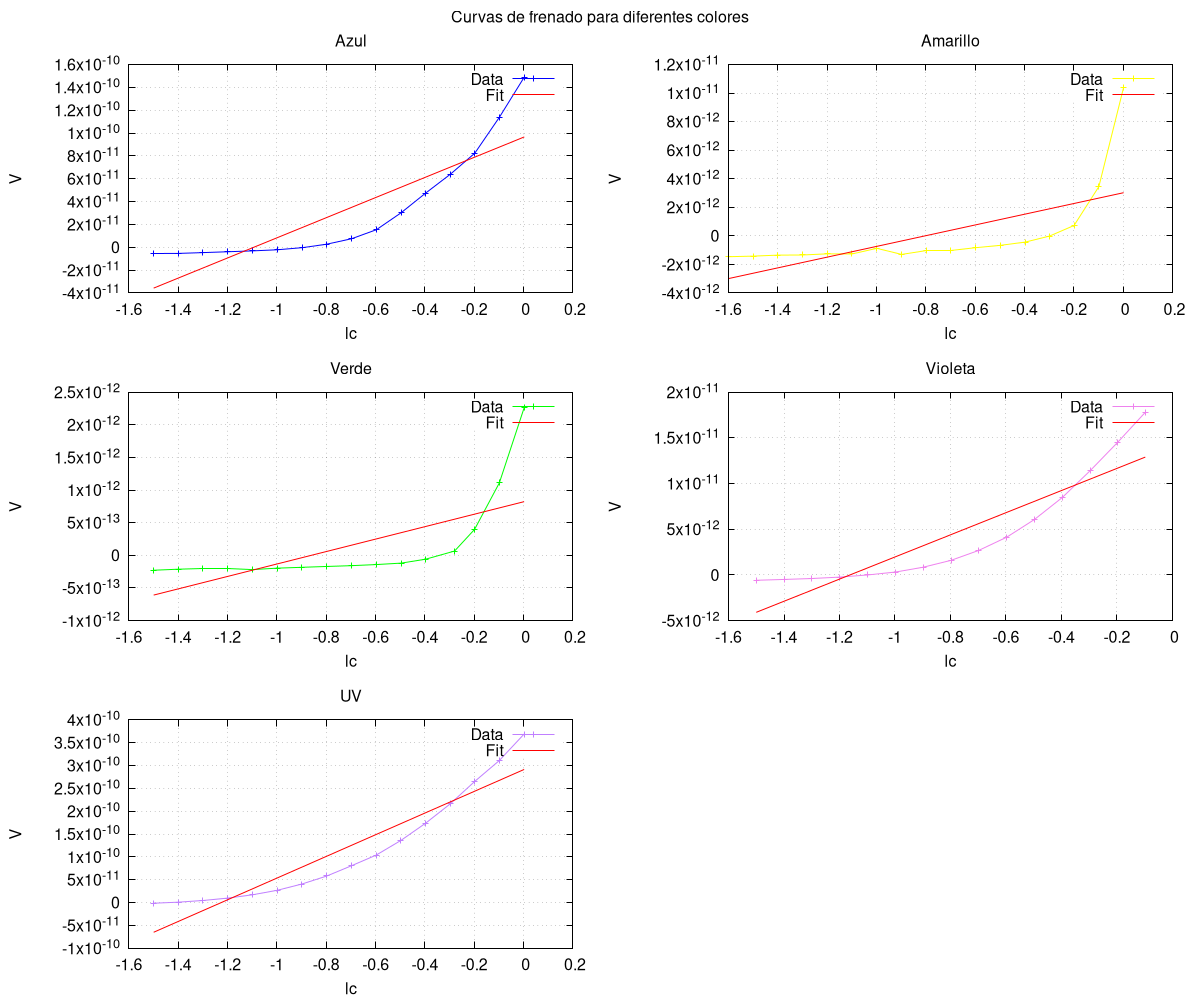 Curvas de frenado para diferentes colores
Azul
1.6x10-10
1.4x10-10
1.2x10-10
1x10-10
8x10-11
6x10-11
4x10-11
2x10-11
0
-2x10-11
-4x10-11
V
Data
Fit
-1.6 -1.4 -1.2 -1 -0.8 -0.6 -0.4 -0.2 0 0.2
Ic
Amarillo
1.2x10-11
1x10-11
8x10-12
6x10-12
4x10-12
2x10-12
0
-2x10-12
-4x10-12
V
Data
Fit
-1.6 -1.4 -1.2 -1 -0.8 -0.6 -0.4 -0.2 0 0.2
Ic
Verde
2.5x10-12
2x10-12
1.5x10-12
1x10-12
5x10-13
0
-5x10-13
-1x10-12
V
Data
Fit
-1.6 -1.4 -1.2 -1 -0.8 -0.6 -0.4 -0.2 0 0.2
Ic
Violeta
2x10-11
1.5x10-11
1x10-11
5x10-12
0
-5x10-12
V
Data
Fit
-1.6 -1.4 -1.2 -1 -0.8 -0.6 -0.4 -0.2 0
Ic
UV
4x10-10
3.5x10-10
3x10-10
2.5x10-10
2x10-10
1.5x10-10
1x10-10
5x10-11
0
-5x10-11
-1x10-10
V
Data
Fit
-1.6 -1.4 -1.2 -1 -0.8 -0.6 -0.4 -0.2 0 0.2
Ic